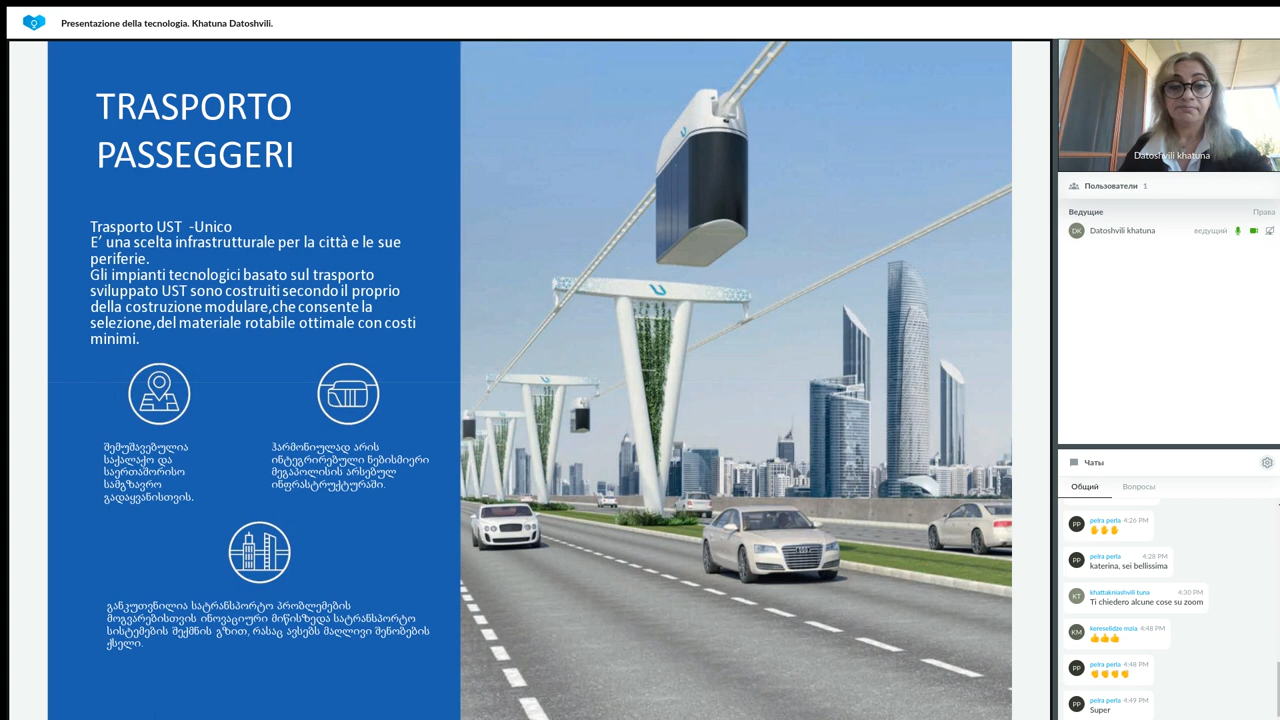 Presentazione della tecnologia. Khatuna Datoshvili.
TRASPORTO
PASSEGGERI
Trasporto UST -Unico
E' una scelta infrastrutturale per la città e le sue
periferie.
Gli impianti tecnologici basato sul trasporto
sviluppato UST sono costruiti secondo il proprio
della costruzione modulare,che consente la
selezione,del materiale rotabile ottimale con costi
minimi.
შემუშავებულია
საქალაქო და
საერთაშორისო
სამგზავრო
გადაყვანისთვის.
ჰარმონიულად არის
ინტეგრირებული ნებისმიერი
მეგაპოლისის არსებულ
ინფრასტრუქტურაში.
განკუთვნილია სატრანსპორტო პრობლემების
მოგვარებისთვის ინოვაციური მიწისზედა სატრანსპორტო
სისტემების შექმნის გზით, რასაც ავსებს მაღლივი შენობების
ქსელი.
Datoshvili khatuna
Пользователи 1
Ведущие Права
DK Datoshvili khatuna ведущий
Чаты
Общий Вопросы
PP petra perla 4:26 PM
PP petra perla 4:28 PM
katerina, sei bellissima
KT khattakniashvili tuna 4:30 PM
Ti chiedero alcune cose su zoom
KM kereselidze mzia 4:48 PM
PP petra perla 4:48 PM
PP petra perla 4:49 PM
Super